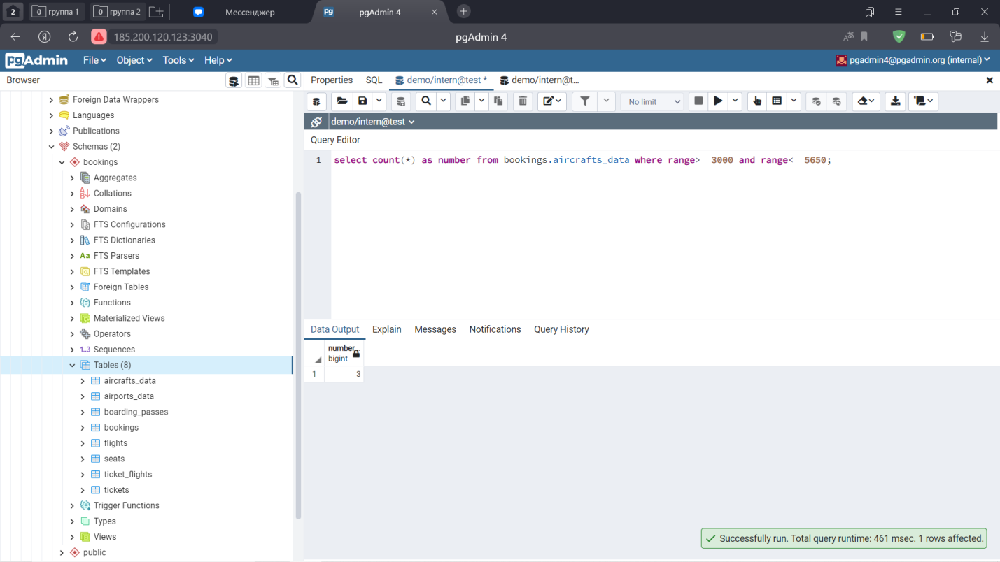 2
0 группа 1
0 группа 2
Мессенджер
pg pgAdmin 4
185.200.120.123:3040
pgAdmin 4
pgAdmin File Object Tools Help
pgadmin4@pgadmin.org (internal)
Browser
Properties SQL demo/intern@test * demo/intern@t...
No limit
demo/intern@test
Query Editor
1 select count(*) as number from bookings.aircrafts_data where range>= 3000 and range<= 5650;
Foreign Data Wrappers
Languages
Publications
Schemas (2)
bookings
Aggregates
Collations
Domains
FTS Configurations
FTS Dictionaries
Aa FTS Parsers
FTS Templates
Foreign Tables
Functions
Materialized Views
Operators
1..3 Sequences
Tables (8)
aircrafts_data
airports_data
boarding_passes
bookings
flights
seats
ticket_flights
tickets
Trigger Functions
Types
Views
public
Data Output Explain Messages Notifications Query History
number
bigint
1 3
Successfully run. Total query runtime: 461 msec. 1 rows affected.